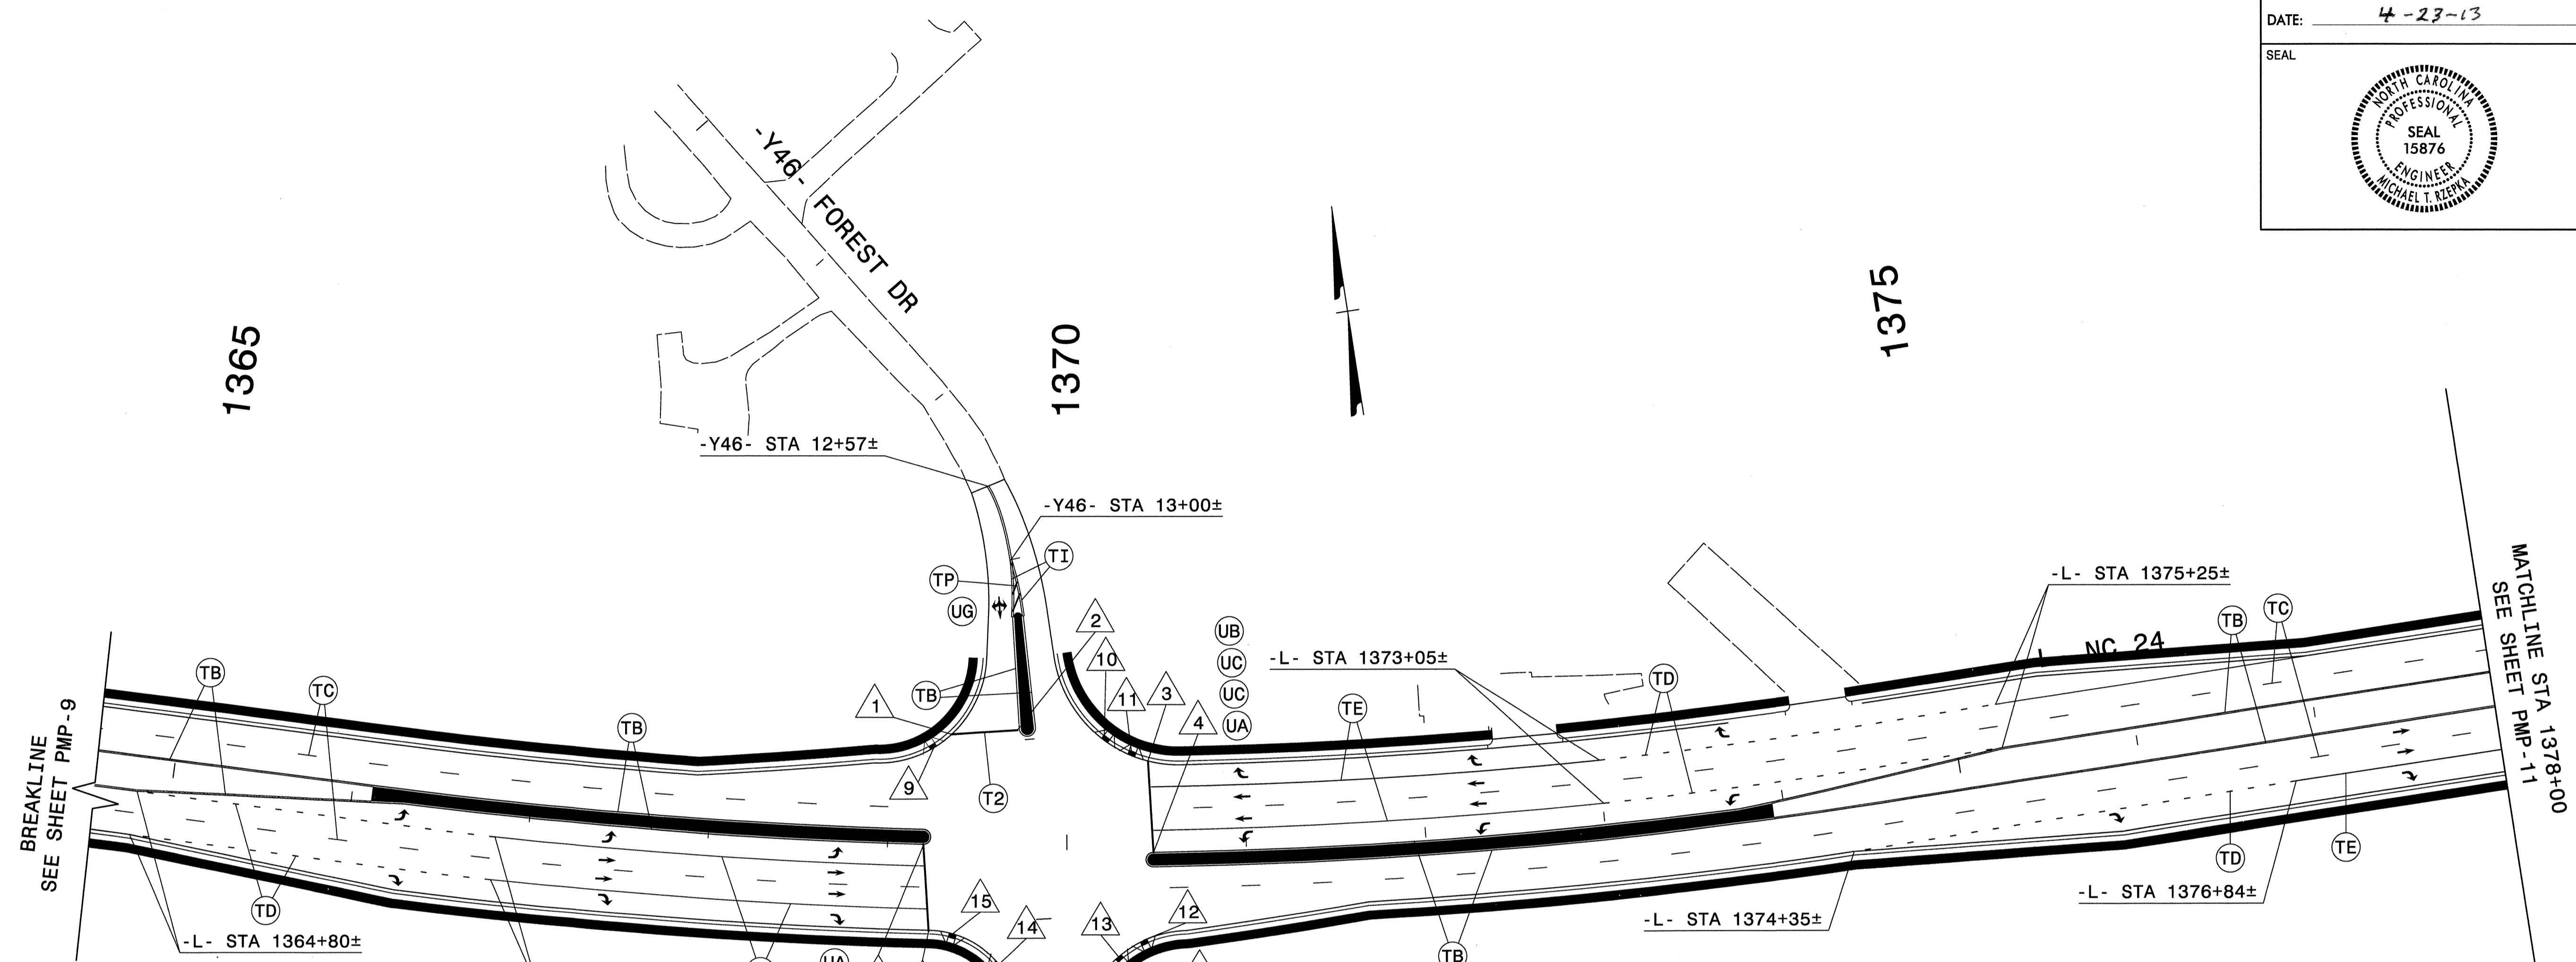 DATE: 4-23-13
SEAL
NORTH CAROLINA
PROFESSIONAL
SEAL
15876
ENGINEER
MICHAEL T. RZEPKA
-Y46- FOREST DR
1365
1370
1375
-Y46- STA 12+57±
-Y46- STA 13+00±
TI
TP
UG
2
10
11
3
4
UB
UC
UC
UA
-L- STA 1373+05±
-L- STA 1375+25±
TB
TC
NC 24
MATCHLINE STA 1378+00
SEE SHEET PMP-11
BREAKLINE
SEE SHEET PMP-9
TB
TC
TB
1
TB
9
T2
TE
TD
TD
-L- STA 1364+80±
15
14
13
12
UA
TB
-L- STA 1374+35±
-L- STA 1376+84±
TD
TE